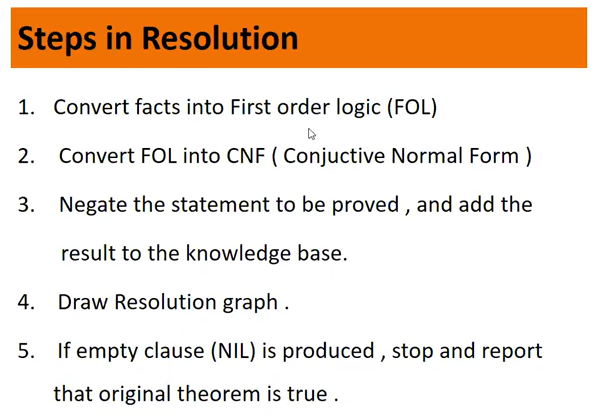 Steps in Resolution
1. Convert facts into First order logic (FOL)
2. Convert FOL into CNF ( Conjuctive Normal Form )
3. Negate the statement to be proved , and add the
result to the knowledge base.
4. Draw Resolution graph .
5. If empty clause (NIL) is produced , stop and report
that original theorem is true .